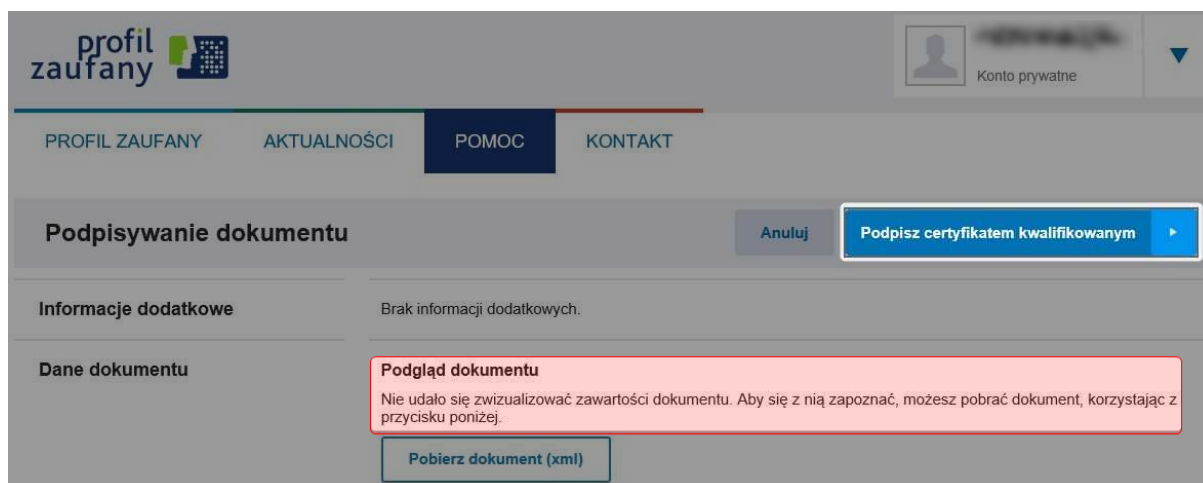 profil
zaufany
Konto prywatne
PROFIL ZAUFANY AKTUALNOŚCI POMOC KONTAKT
Podpisywanie dokumentu
Anuluj
Podpisz certyfikatem kwalifikowanym
Informacje dodatkowe
Brak informacji dodatkowych.
Dane dokumentu
Podgląd dokumentu
Nie udało się zwizualizować zawartości dokumentu. Aby się z nią zapoznać, możesz pobrać dokument, korzystając z
przycisku poniżej.
Pobierz dokument (xml)